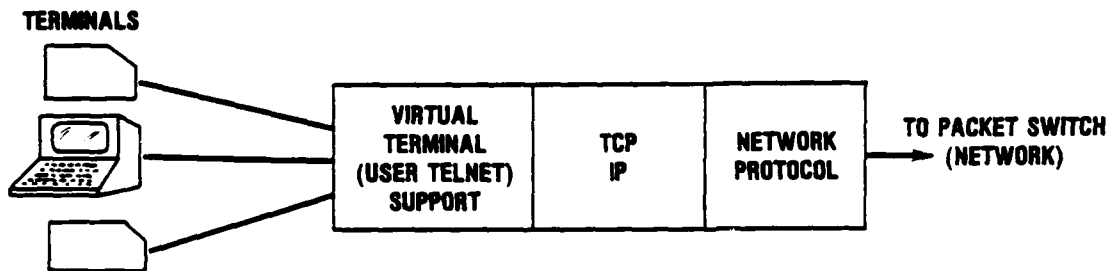 TERMINALS
VIRTUAL
TERMINAL
(USER TELNET)
SUPPORT
TCP
IP
NETWORK
PROTOCOL
TO PACKET SWITCH
(NETWORK)